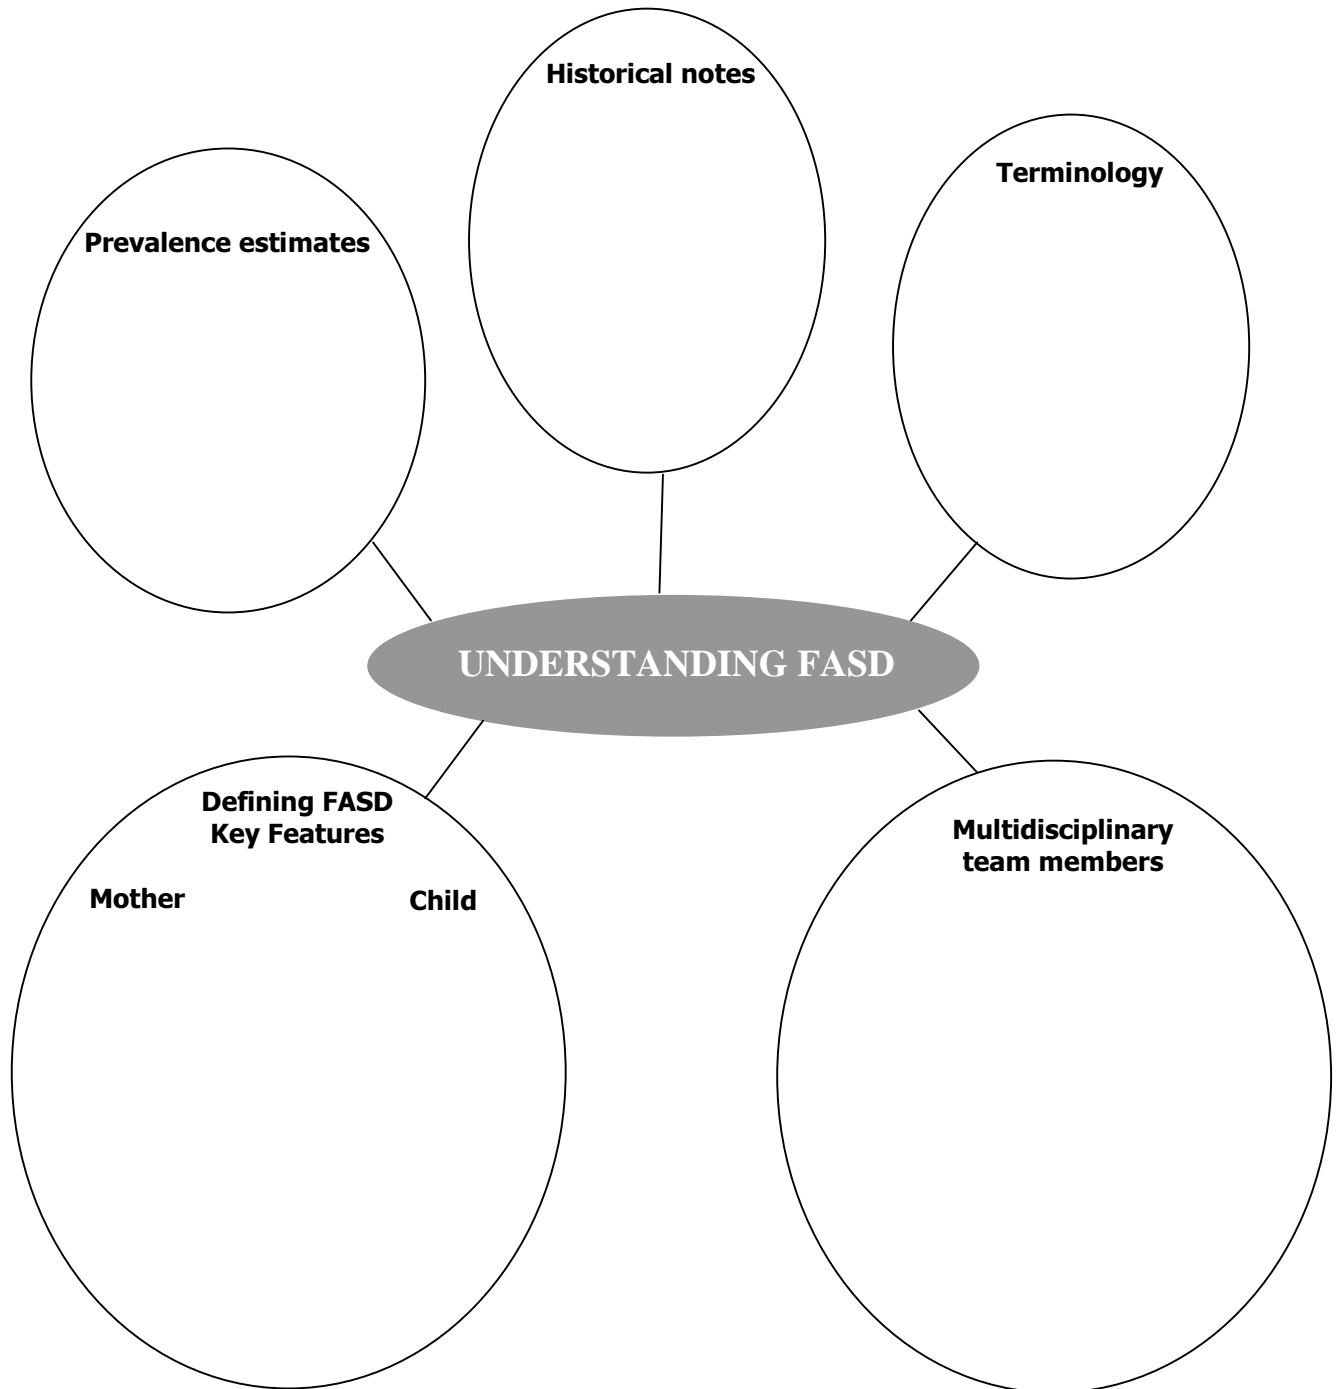 Historical notes
Terminology
Prevalence estimates
UNDERSTANDING FASD
Defining FASD
Key Features
Mother
Child
Multidisciplinary
team members